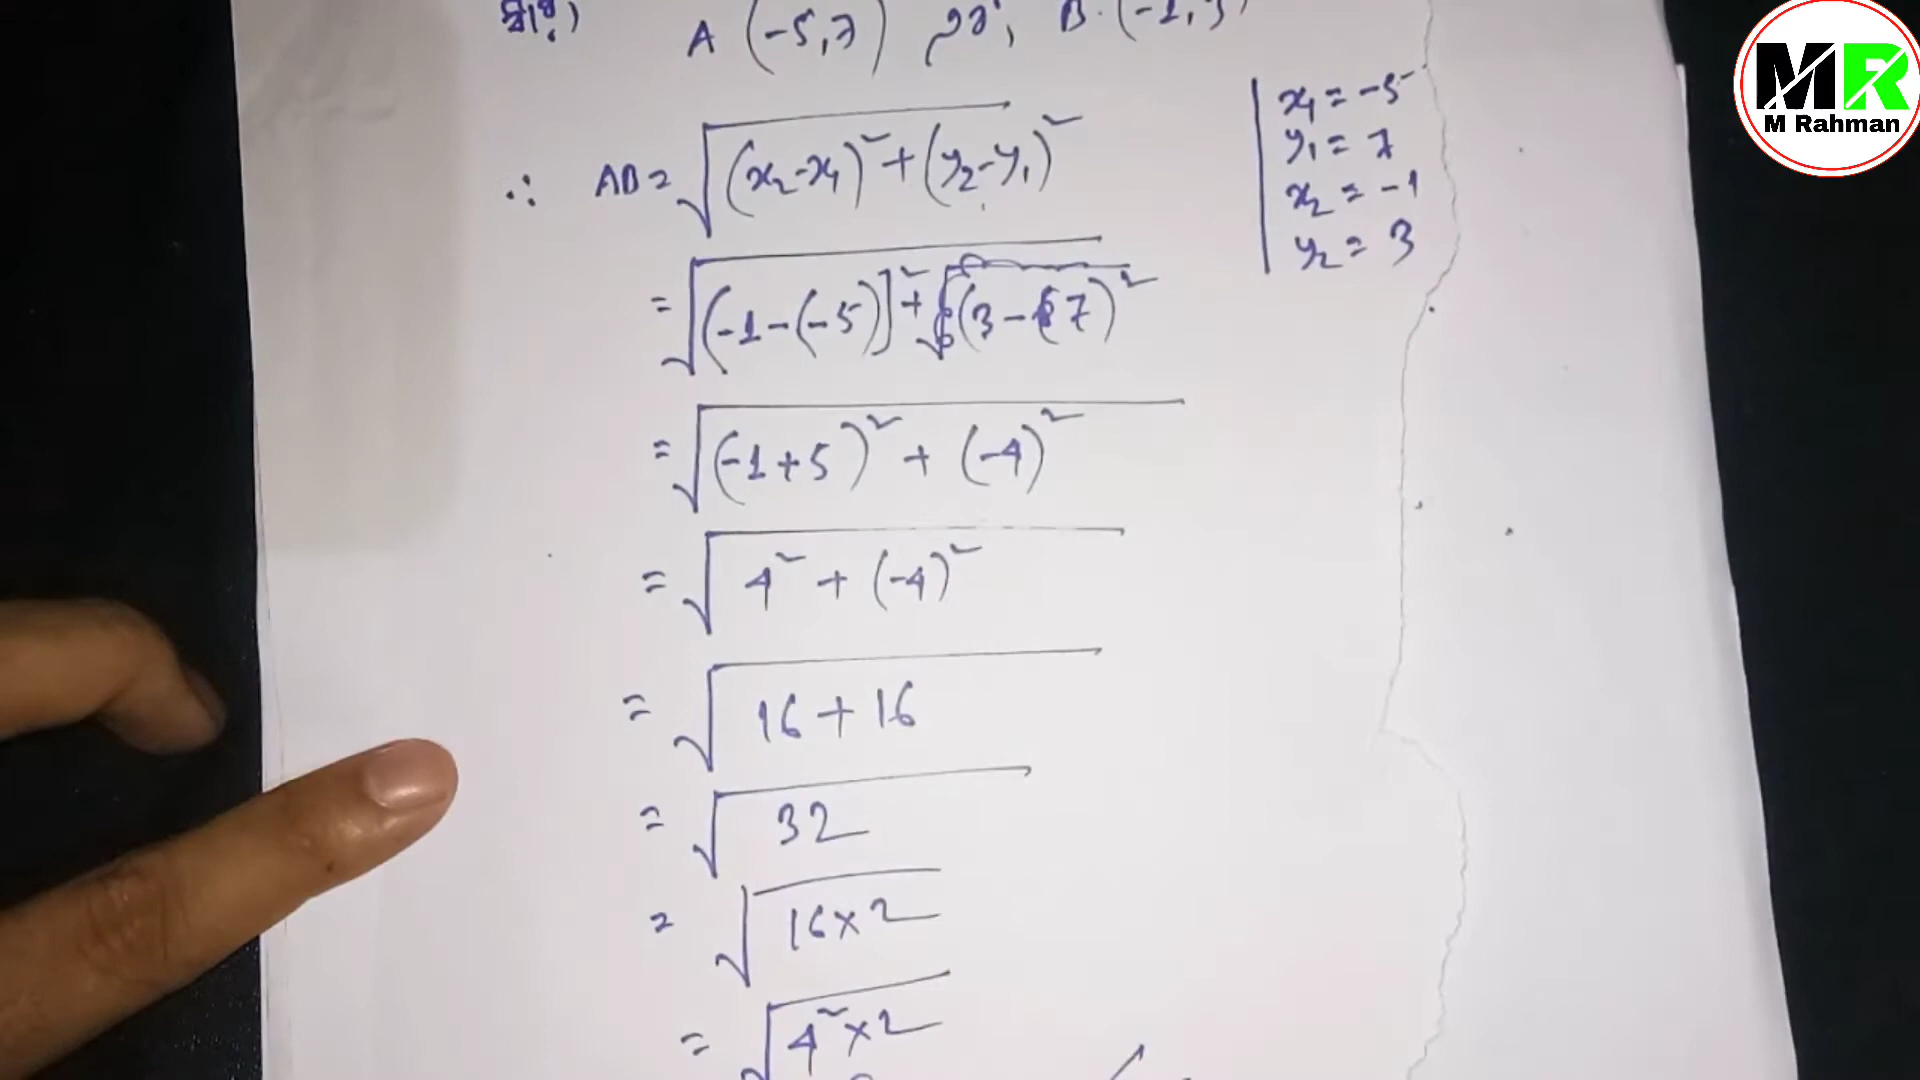 A (-5,7) এবং, B (-1,3)
∴ AB = √(x₂-x₁)² + (y₂-y₁)²
= √(-1-(-5)]² + (3-7)²
= √(-1+5)² + (-4)²
= √4² + (-4)²
= √16+16
= √32
= √16×2
= √4²×2
x₁ = -5
y₁ = 7
x₂ = -1
y₂ = 3
MR
M Rahman